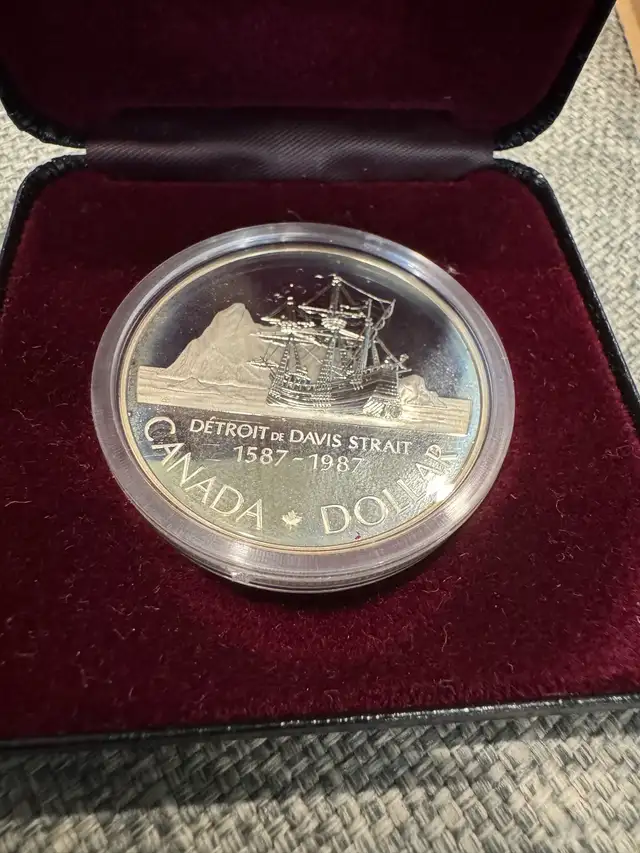 DÉTROIT DE DAVIS STRAIT
1587-1987
CANADA DOLLAR